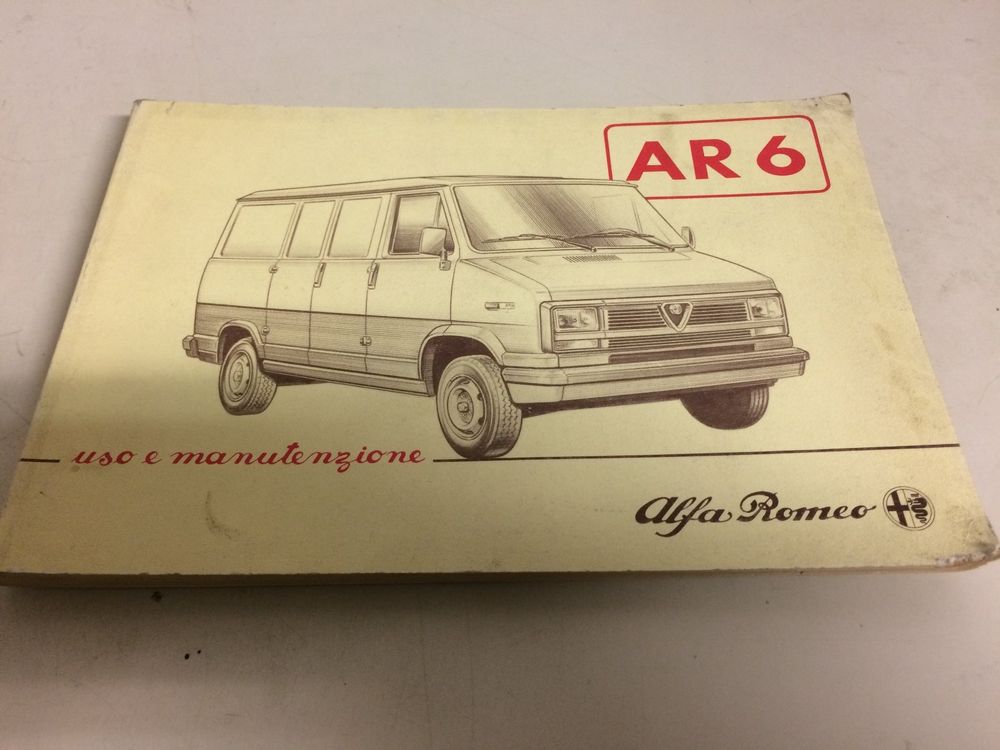 AR 6
uso e manutenzione
Alfa Romeo